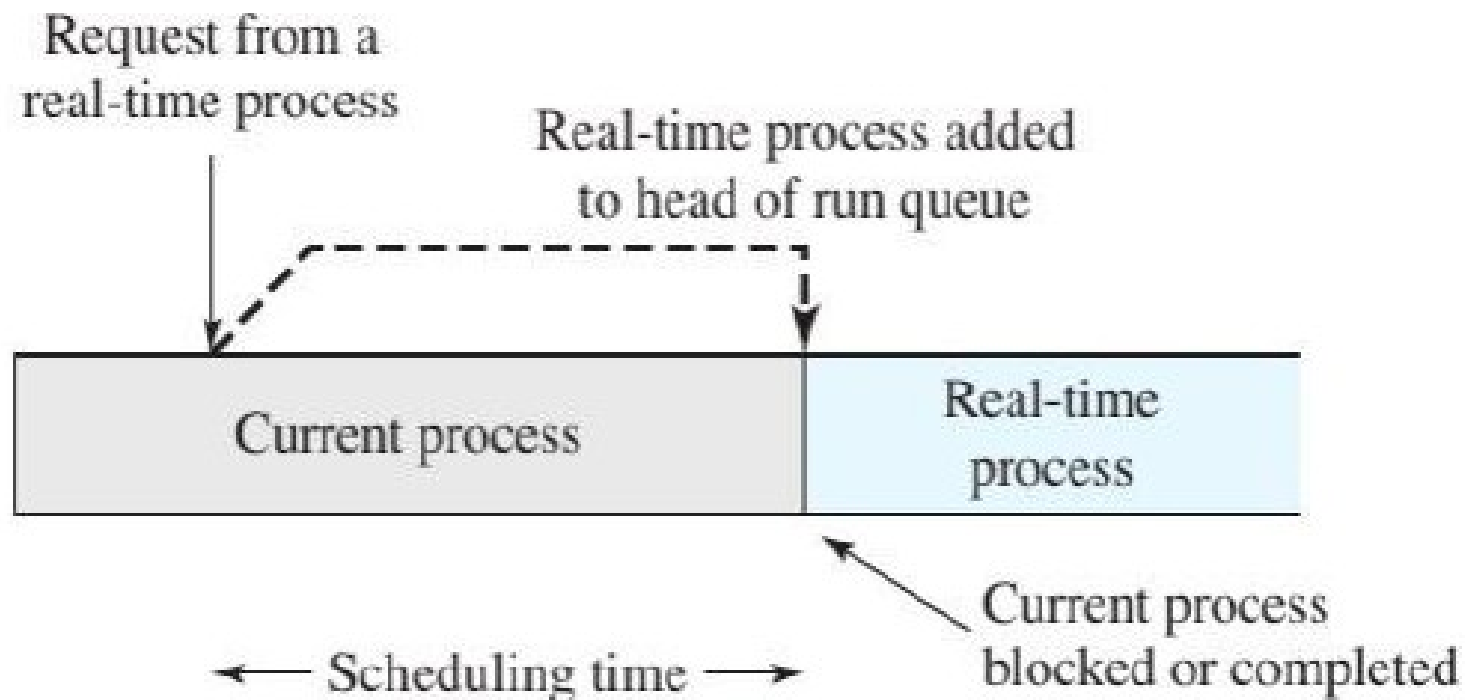 Request from a
real-time process
Real-time process added
to head of run queue
Current process
Real-time
process
Current process
blocked or completed
Scheduling time